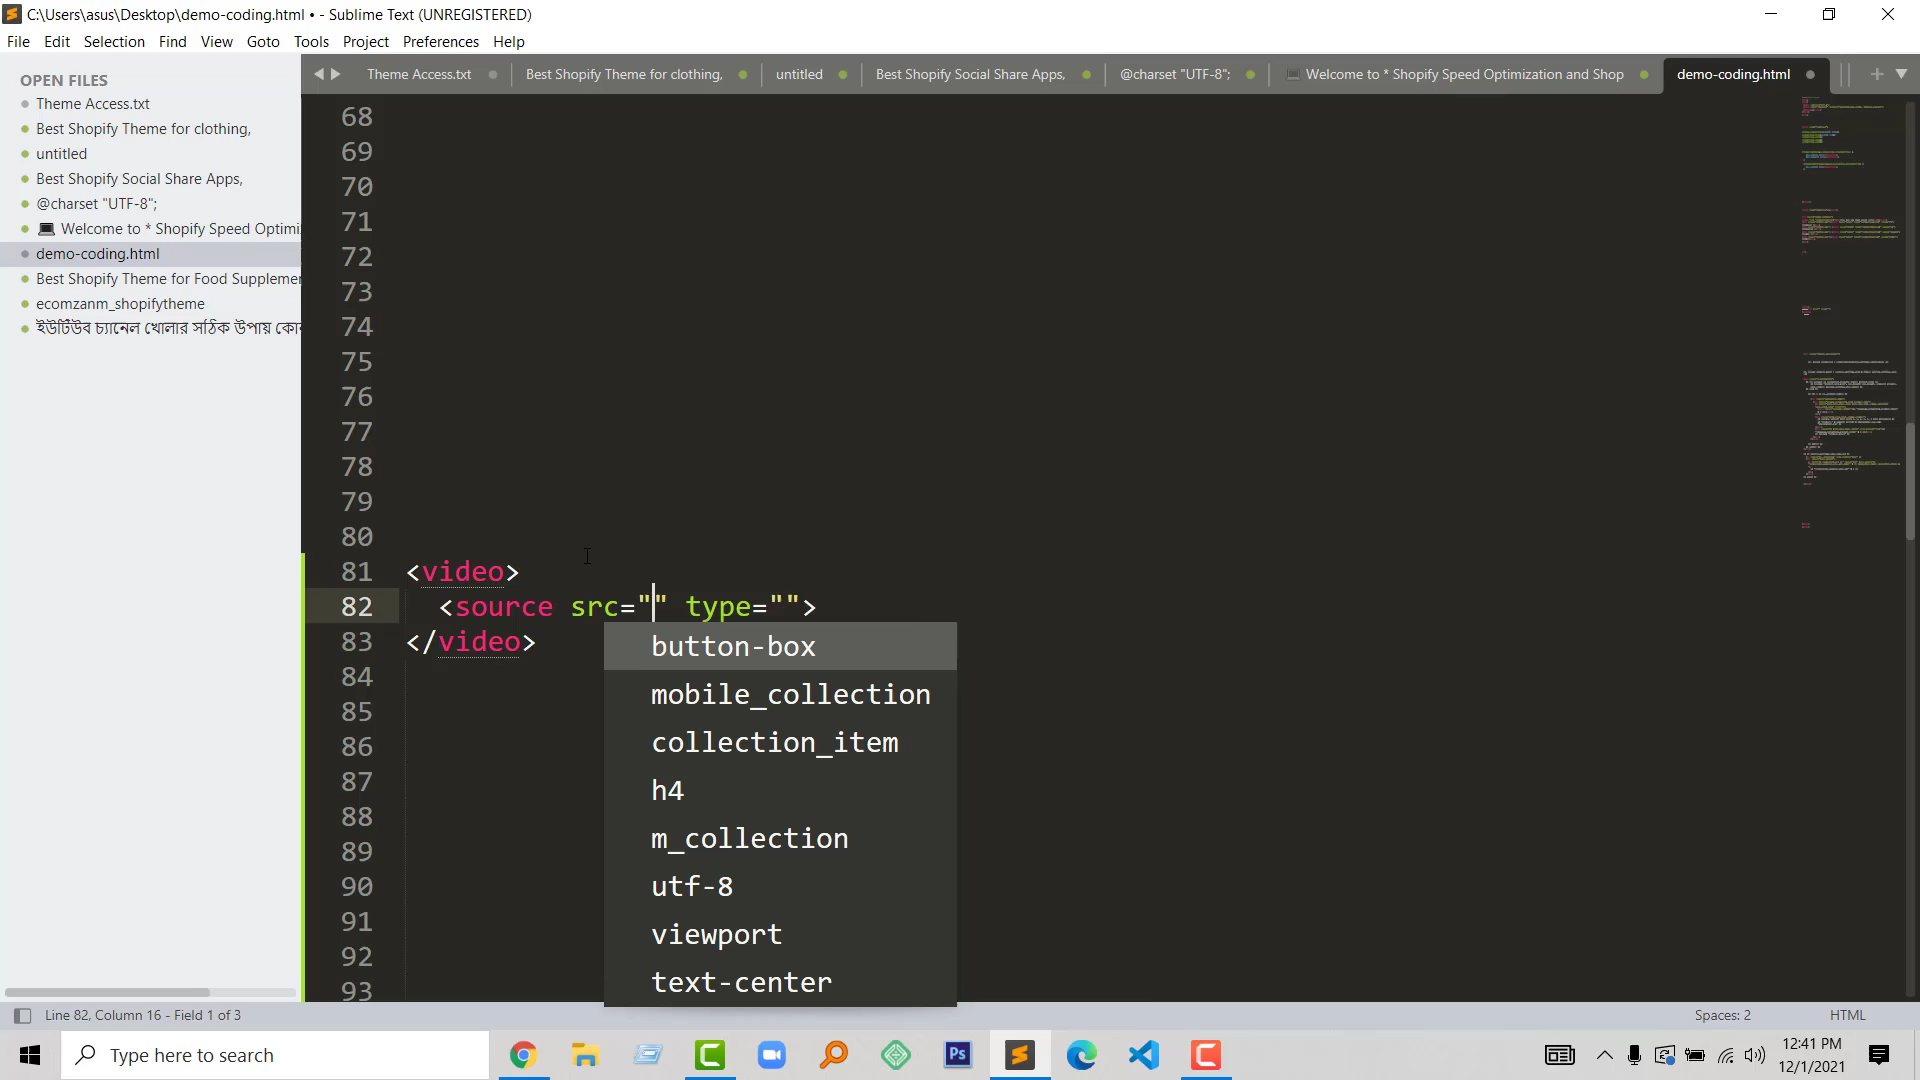 C:\Users\asus\Desktop\demo-coding.html • - Sublime Text (UNREGISTERED)
File Edit Selection Find View Goto Tools Project Preferences Help
OPEN FILES
Theme Access.txt
Best Shopify Theme for clothing,
untitled
Best Shopify Social Share Apps,
@charset "UTF-8";
Welcome to * Shopify Speed Optimi
demo-coding.html
Best Shopify Theme for Food Supplemen
ecomzanm_shopifytheme
ইউটিউব চ্যানেল খোলার সঠিক উপায় কোন
Theme Access.txt Best Shopify Theme for clothing, untitled Best Shopify Social Share Apps, @charset "UTF-8"; Welcome to * Shopify Speed Optimization and Shop demo-coding.html
68
69
70
71
72
73
74
75
76
77
78
79
80
81 <video>
82 <source src="" type="">
83 </video>
84
85
86
87
88
89
90
91
92
93
button-box
mobile_collection
collection_item
h4
m_collection
utf-8
viewport
text-center
Line 82, Column 16 - Field 1 of 3 Spaces: 2 HTML
Type here to search
Ps
12:41 PM
12/1/2021